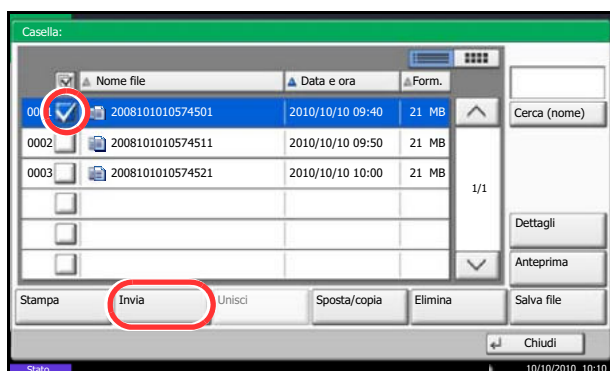 Casella:
Nome file Data e ora Form.
0001 2008101010574501 2010/10/10 09:40 21 MB Cerca (nome)
0002 2008101010574511 2010/10/10 09:50 21 MB
0003 2008101010574521 2010/10/10 10:00 21 MB
1/1
Dettagli
Anteprima
Stampa Invia Unisci Sposta/copia Elimina Salva file
Chiudi
Stato 10/10/2010 10:10